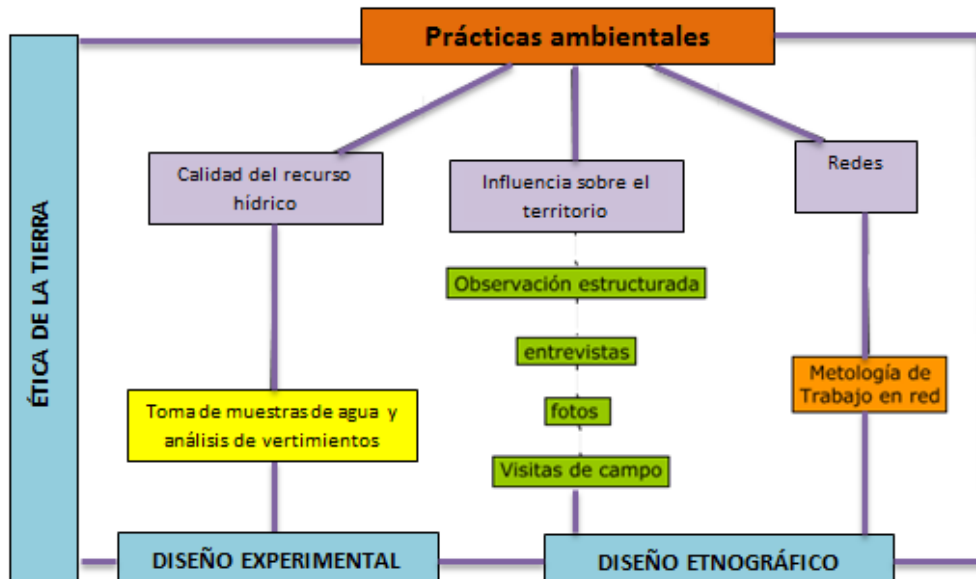 Prácticas ambientales
ÉTICA DE LA TIERRA
Calidad del recurso
hídrico
Influencia sobre el
territorio
Redes
Observación estructurada
entrevistas
fotos
Visitas de campo
Toma de muestras de agua y
análisis de vertimientos
Metología de
Trabajo en red
DISEÑO EXPERIMENTAL
DISEÑO ETNOGRÁFICO